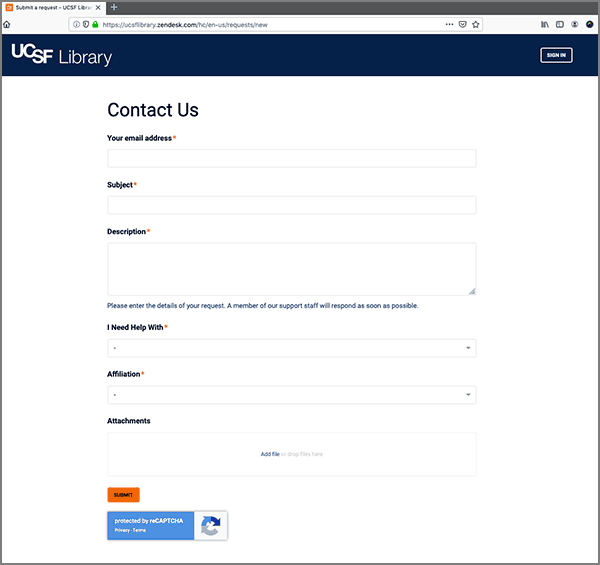 Submit a request – UCSF Libra
https://ucsflibrary.zendesk.com/hc/en-us/requests/new
UCSF Library
SIGN IN
Contact Us
Your email address*
Subject*
Description*
Please enter the details of your request. A member of our support staff will respond as soon as possible.
I Need Help With*
-
Affiliation*
-
Attachments
Add file or drop files here
SUBMIT
protected by reCAPTCHA
Privacy - Terms